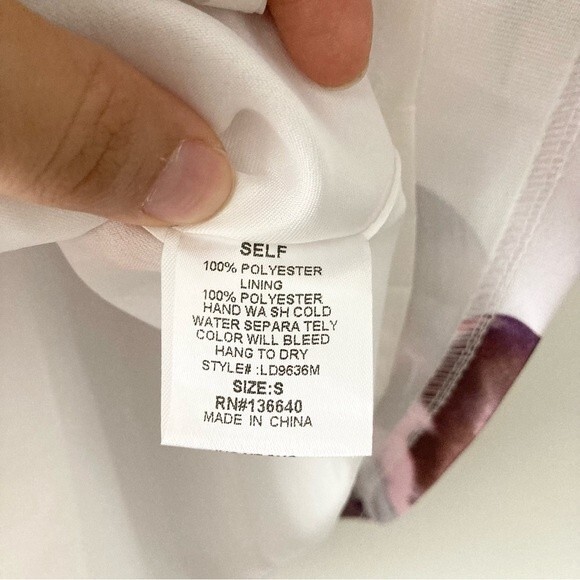 SELF
100% POLYESTER
LINING
100% POLYESTER
HAND WA SH COLD
WATER SEPARA TELY
COLOR WILL BLEED
HANG TO DRY
STYLE# :LD9636M
SIZE:S
RN#136640
MADE IN CHINA